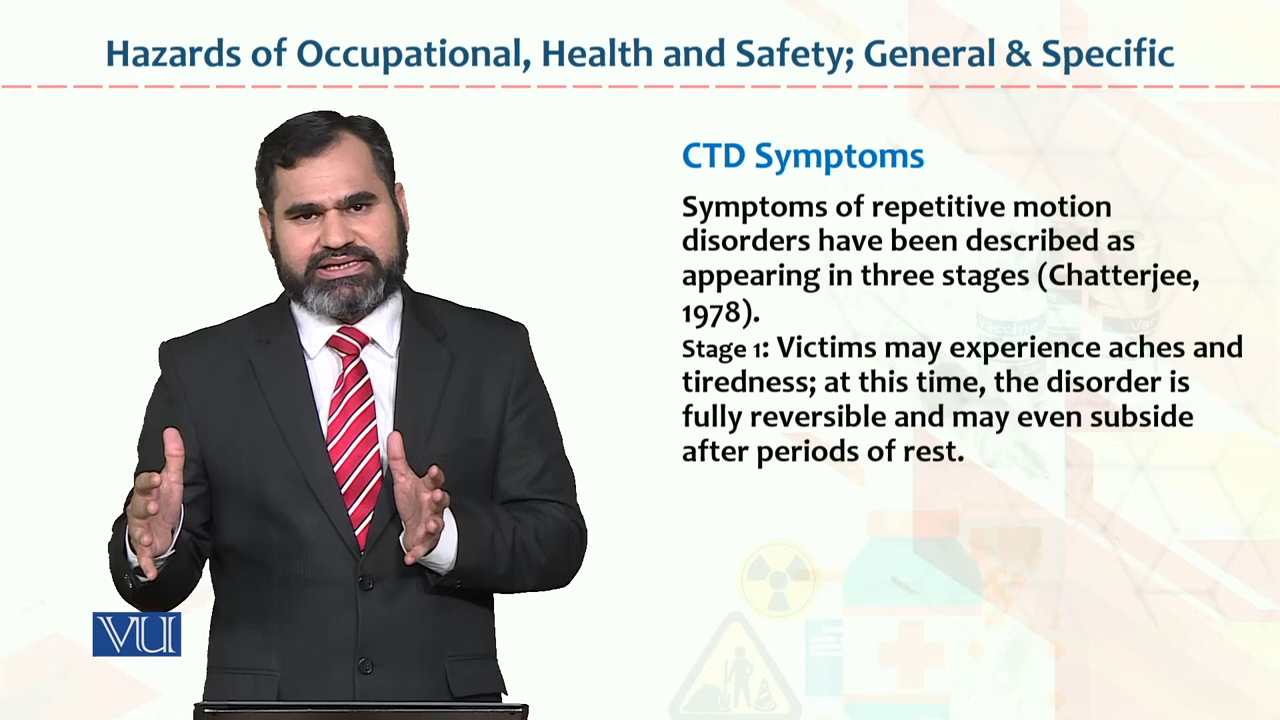 Hazards of Occupational, Health and Safety; General & Specific
CTD Symptoms
Symptoms of repetitive motion
disorders have been described as
appearing in three stages (Chatterjee,
1978).
Stage 1: Victims may experience aches and
tiredness; at this time, the disorder is
fully reversible and may even subside
after periods of rest.
VU
Vaccine